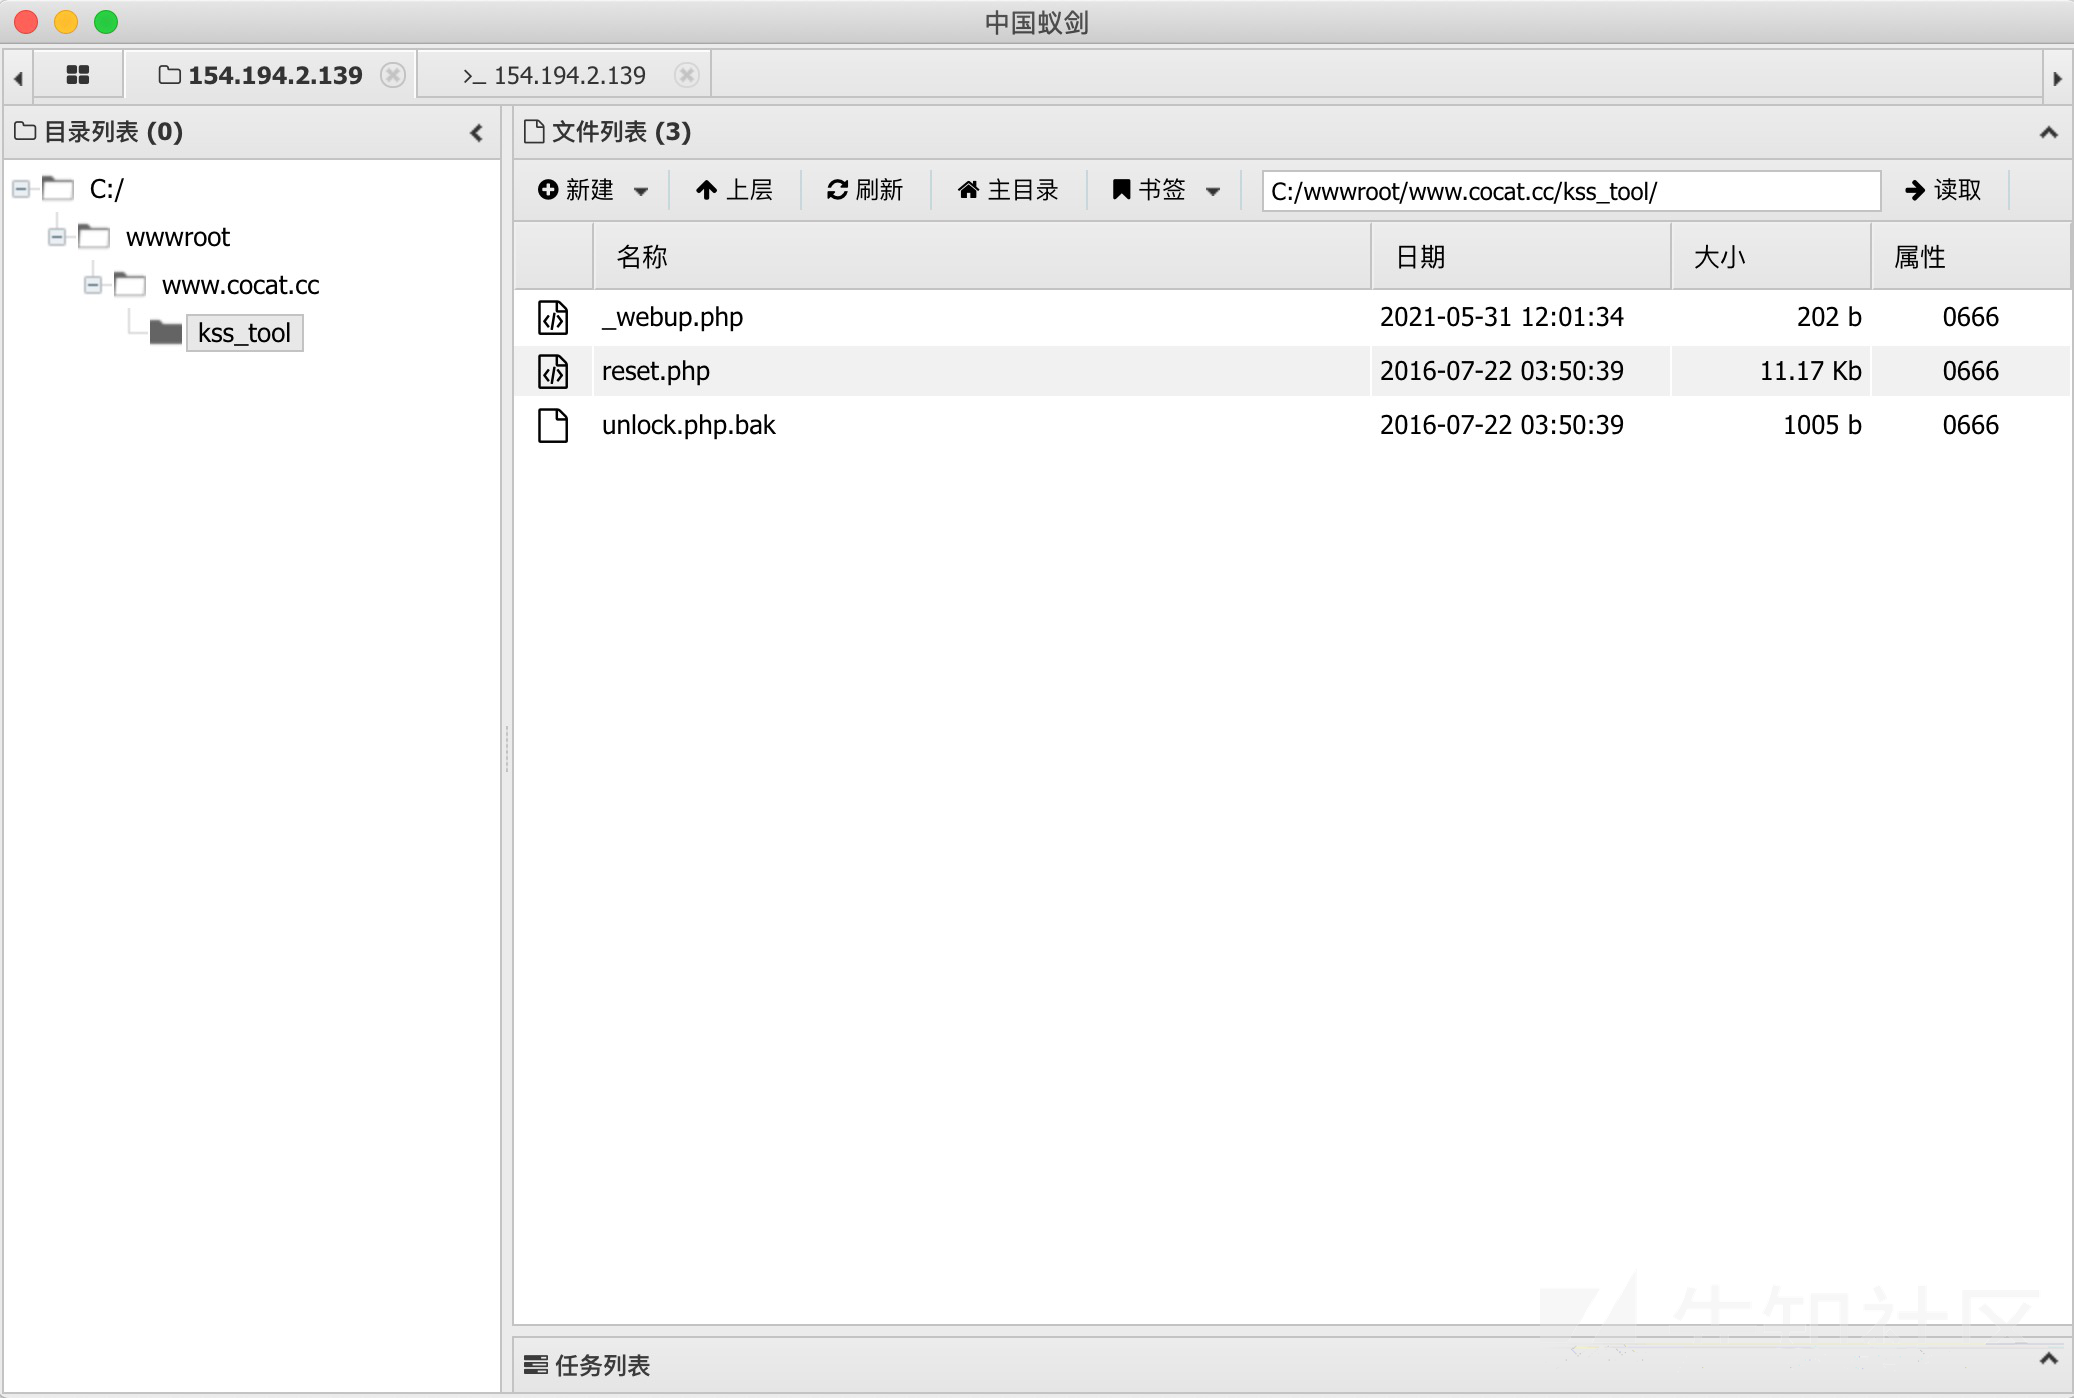 中国蚁剑
154.194.2.139
>_ 154.194.2.139
目录列表 (0)
文件列表 (3)
新建
上层
刷新
主目录
书签
C:/wwwroot/www.cocat.cc/kss_tool/
读取
C:/
wwwroot
www.cocat.cc
kss_tool
名称 日期 大小 属性
_webup.php 2021-05-31 12:01:34 202 b 0666
reset.php 2016-07-22 03:50:39 11.17 Kb 0666
unlock.php.bak 2016-07-22 03:50:39 1005 b 0666
任务列表